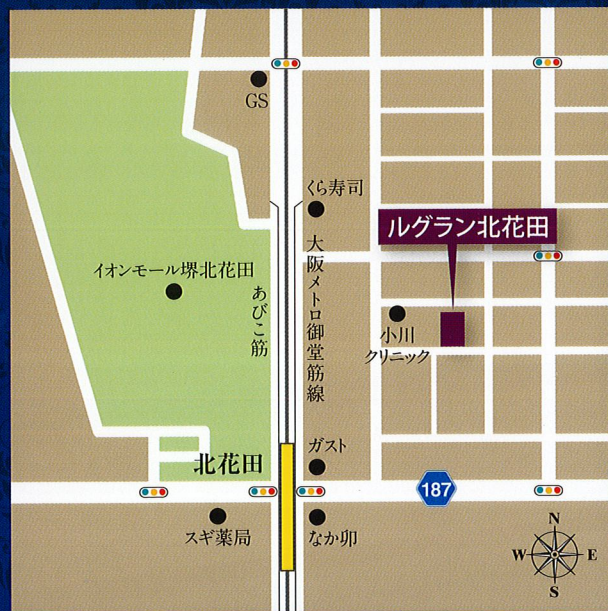 GS
くら寿司
ルグラン北花田
イオンモール堺北花田
あびこ筋
大阪メトロ御堂筋線
小川
クリニック
北花田
ガスト
187
スギ薬局
なか卯
N
W E
S